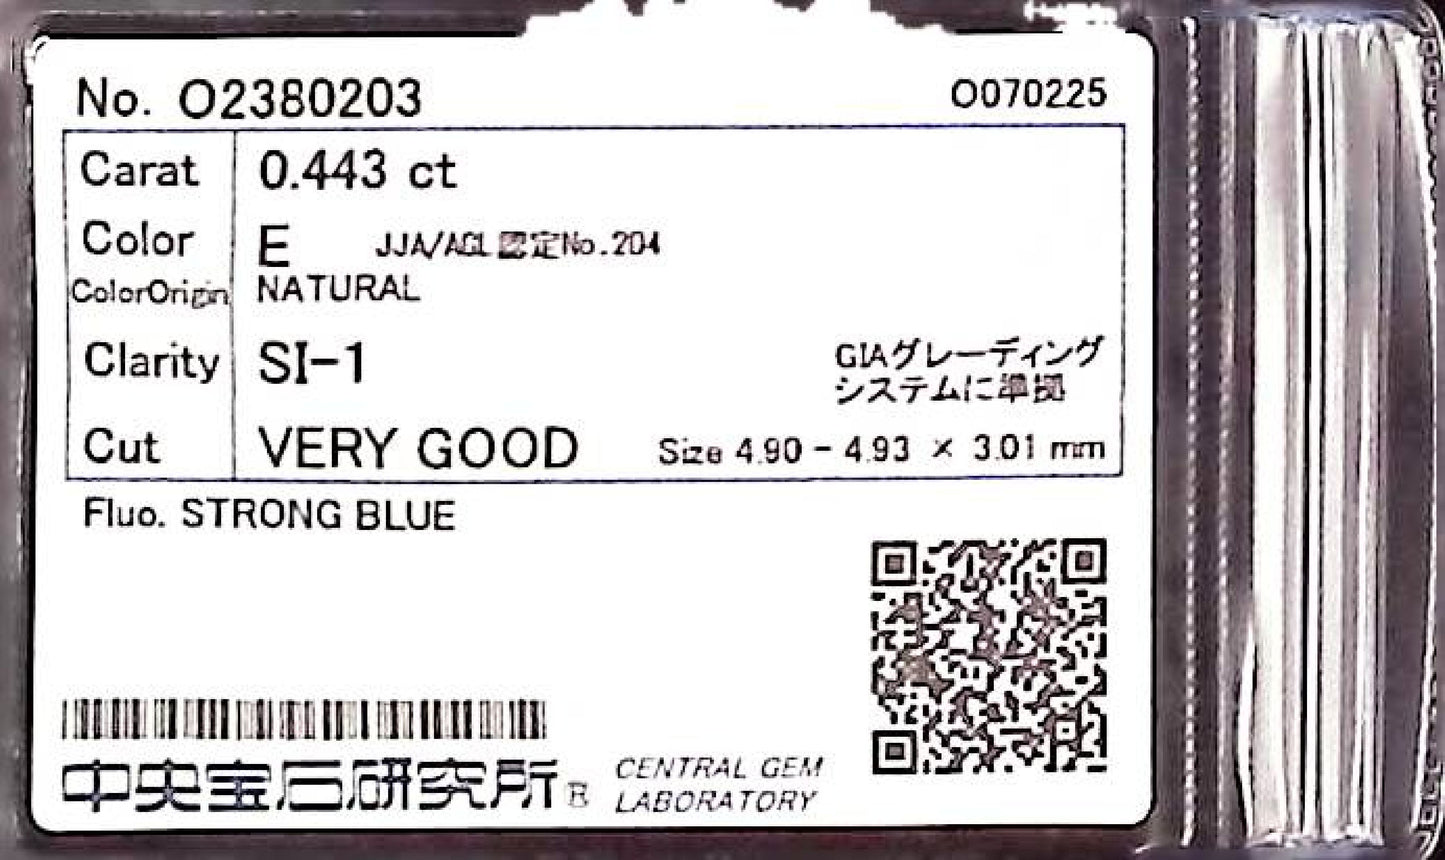 No. O2380203
O070225
Carat 0.443 ct
Color E JJA/AGL 認定No.204
ColorOrigin NATURAL
Clarity SI-1
GIAグレーディング
システムに準拠
Cut VERY GOOD Size 4.90 - 4.93 × 3.01 mm
Fluo. STRONG BLUE
中央宝石研究所®
CENTRAL GEM
LABORATORY